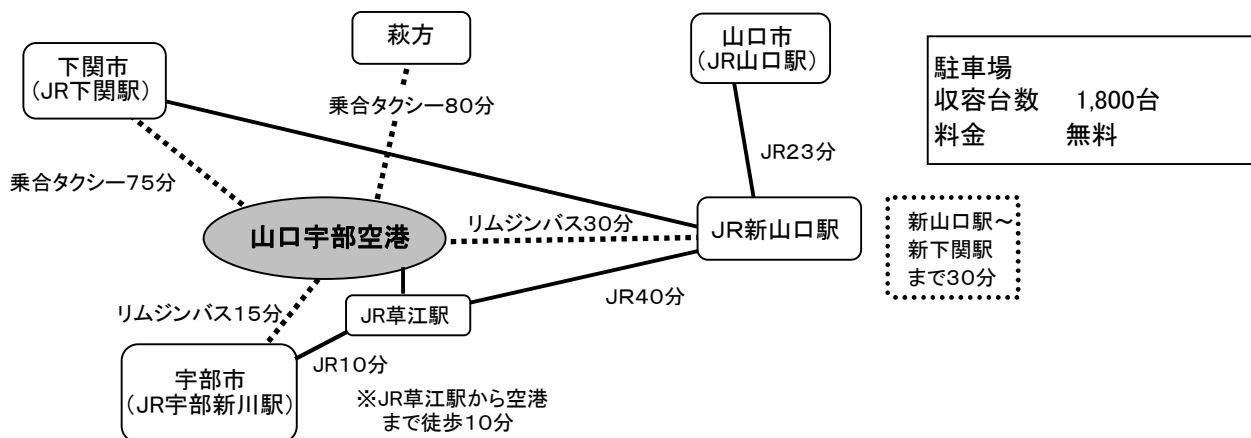 萩方
山口市
(JR山口駅)
下関市
(JR下関駅)
駐車場
収容台数 1,800台
料金 無料
乗合タクシー80分
JR23分
乗合タクシー75分
山口宇部空港
リムジンバス30分
JR新山口駅
新山口駅～
新下関駅
まで30分
リムジンバス15分
JR草江駅
JR40分
宇部市
(JR宇部新川駅)
JR10分
※JR草江駅から空港
まで徒歩10分